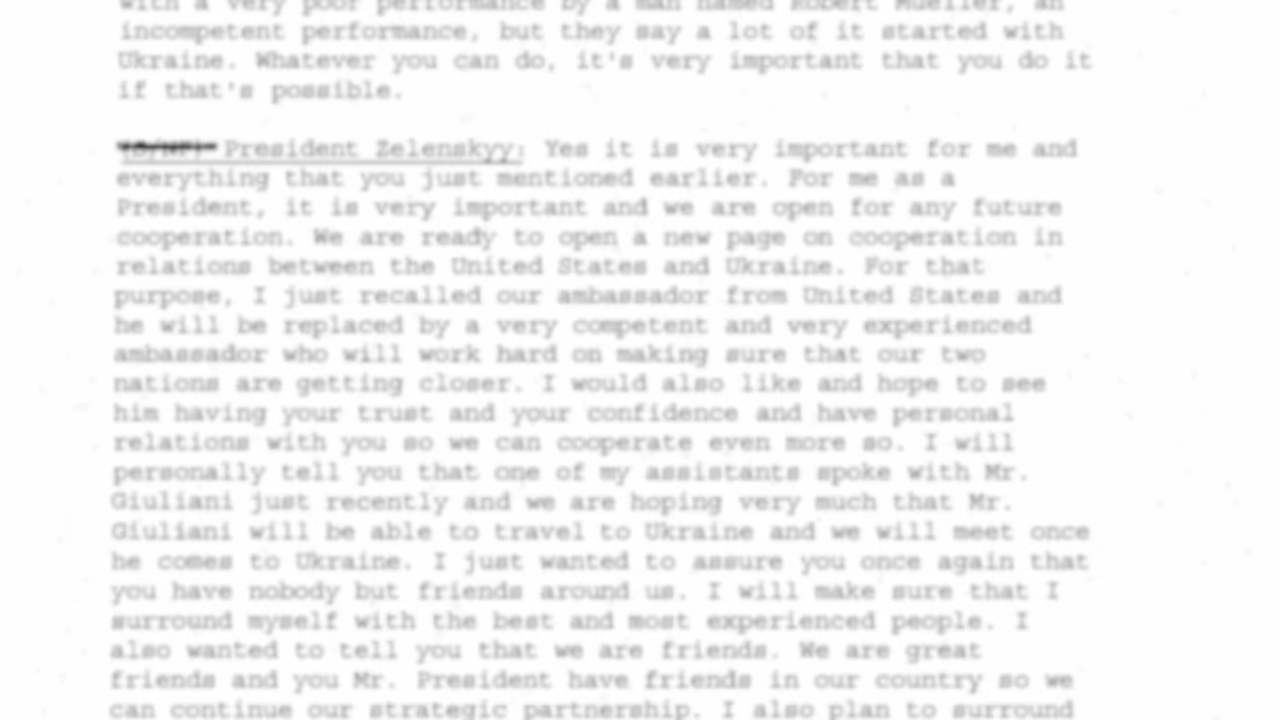 with a very poor performance by a man named Robert Mueller, an
incompetent performance, but they say a lot of it started with
Ukraine. Whatever you can do, it's very important that you do it
if that's possible.
(S/NF) President Zelenskyy: Yes it is very important for me and
everything that you just mentioned earlier. For me as a
President, it is very important and we are open for any future
cooperation. We are ready to open a new page on cooperation in
relations between the United States and Ukraine. For that
purpose, I just recalled our ambassador from United States and
he will be replaced by a very competent and very experienced
ambassador who will work hard on making sure that our two
nations are getting closer. I would also like and hope to see
him having your trust and your confidence and have personal
relations with you so we can cooperate even more so. I will
personally tell you that one of my assistants spoke with Mr.
Giuliani just recently and we are hoping very much that Mr.
Giuliani will be able to travel to Ukraine and we will meet once
he comes to Ukraine. I just wanted to assure you once again that
you have nobody but friends around us. I will make sure that I
surround myself with the best and most experienced people. I
also wanted to tell you that we are friends. We are great
friends and you Mr. President have friends in our country so we
can continue our strategic partnership. I also plan to surround